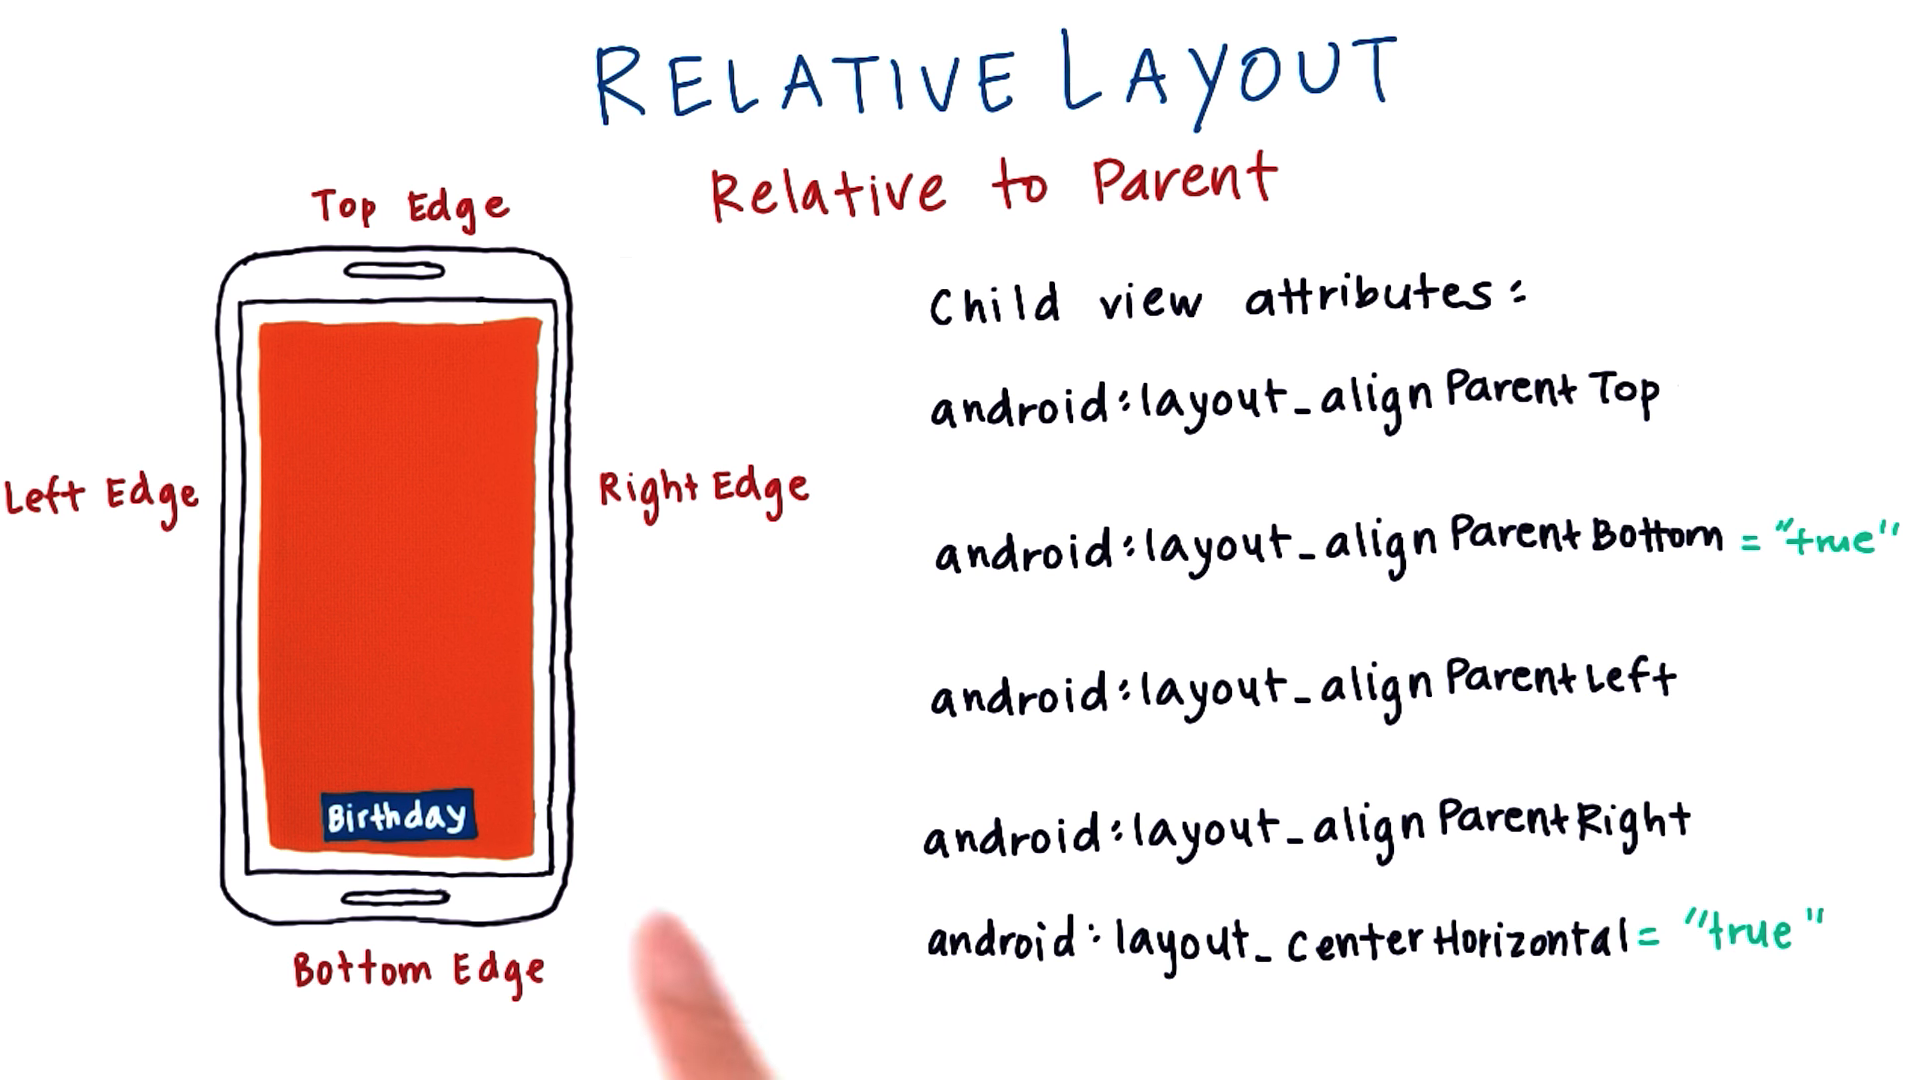 RELATIVE LAYOUT
Relative to Parent
Top Edge
Left Edge
Right Edge
Birthday
Bottom Edge
Child view attributes:
android:layout_alignParentTop
android:layout_alignParentBottom = "true"
android:layout_alignParentLeft
android:layout_alignParentRight
android:layout_centerHorizontal = "true"